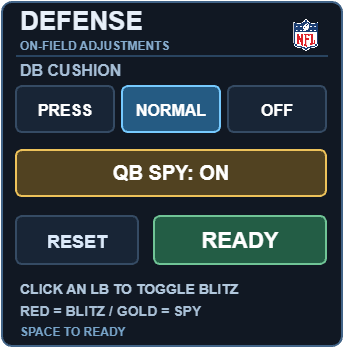 DEFENSE
NFL
ON-FIELD ADJUSTMENTS
DB CUSHION
PRESS NORMAL OFF
QB SPY: ON
RESET READY
CLICK AN LB TO TOGGLE BLITZ
RED = BLITZ / GOLD = SPY
SPACE TO READY